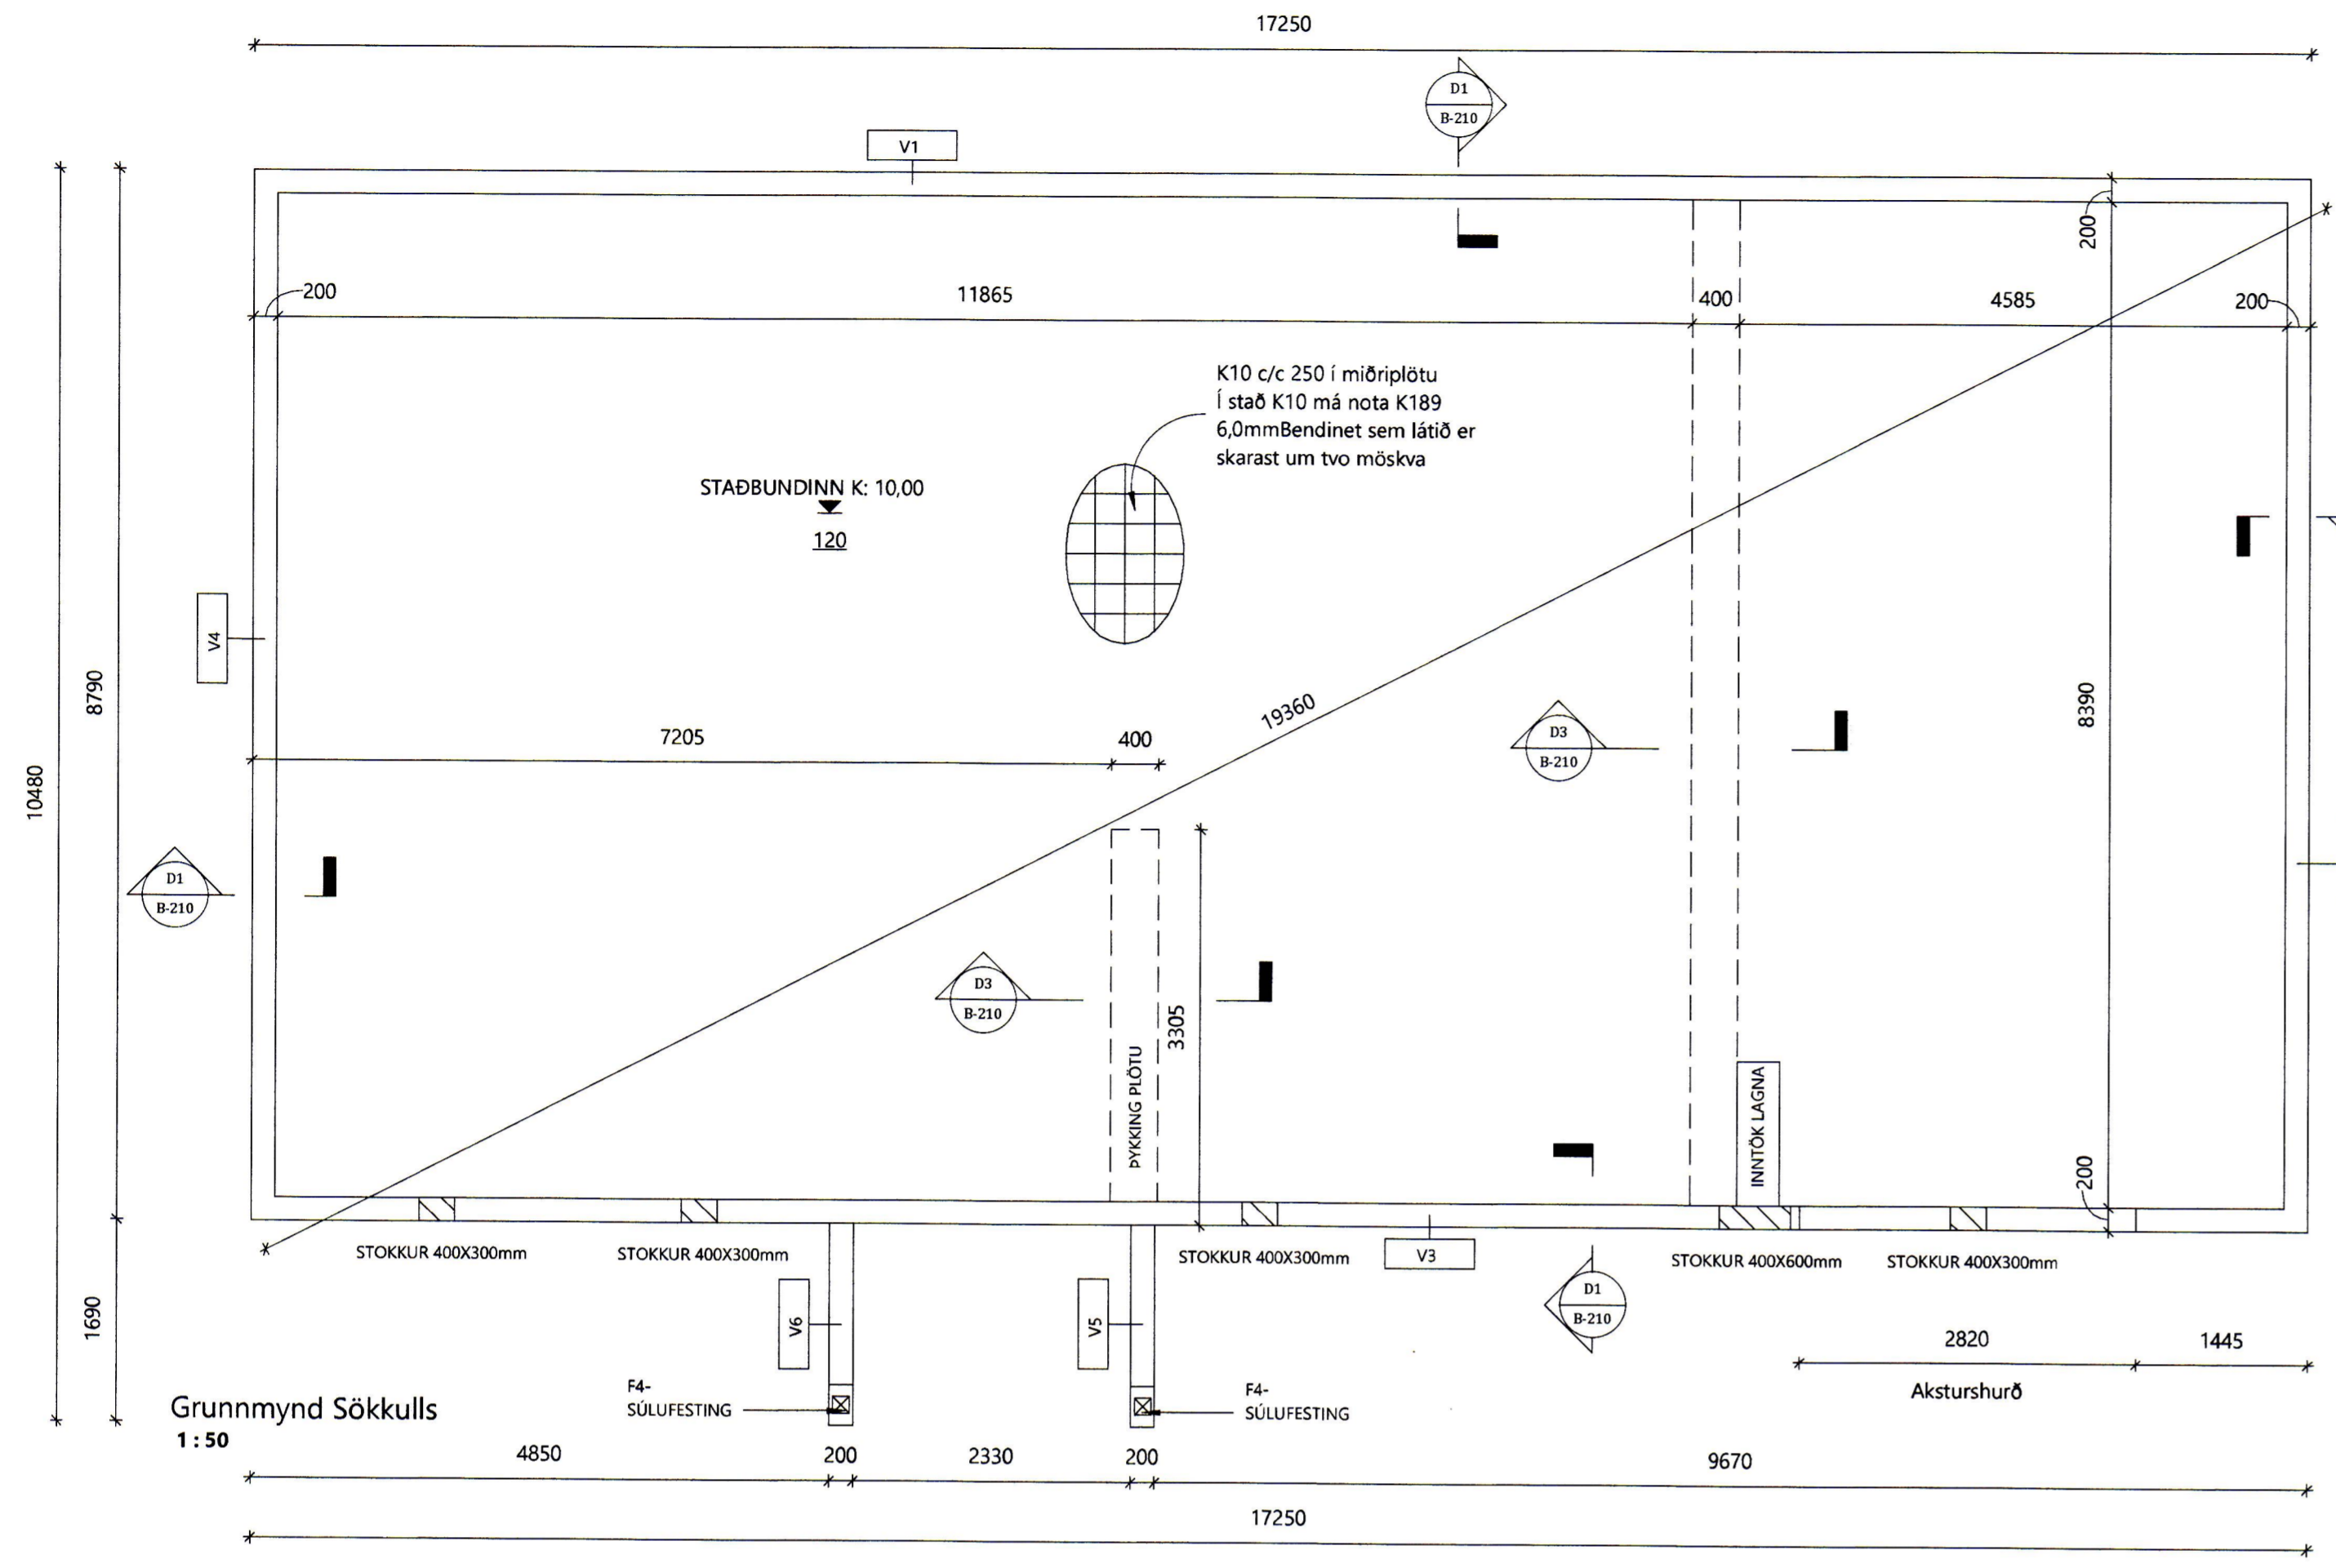 17250
D1
B-210
V1
200
200
11865
400
4585
200
K10 c/c 250 í miðriplötu
Í stað K10 má nota K189
6,0mmBendinet sem látið er
skarast um tvo möskva
STAÐBUNDINN K: 10,00
120
V4
8790
10480
19360
8390
7205
400
D3
B-210
D1
B-210
D3
B-210
3305
ÞYKKING PLÖTU
INNTÖK LAGNA
200
STOKKUR 400X300mm
STOKKUR 400X300mm
STOKKUR 400X300mm
V3
STOKKUR 400X600mm
STOKKUR 400X300mm
1690
V6
V5
D1
B-210
2820
1445
Aksturshurð
F4-
SÚLUFESTING
F4-
SÚLUFESTING
Grunnmynd Sökkulls
1 : 50
4850
200
2330
200
9670
17250